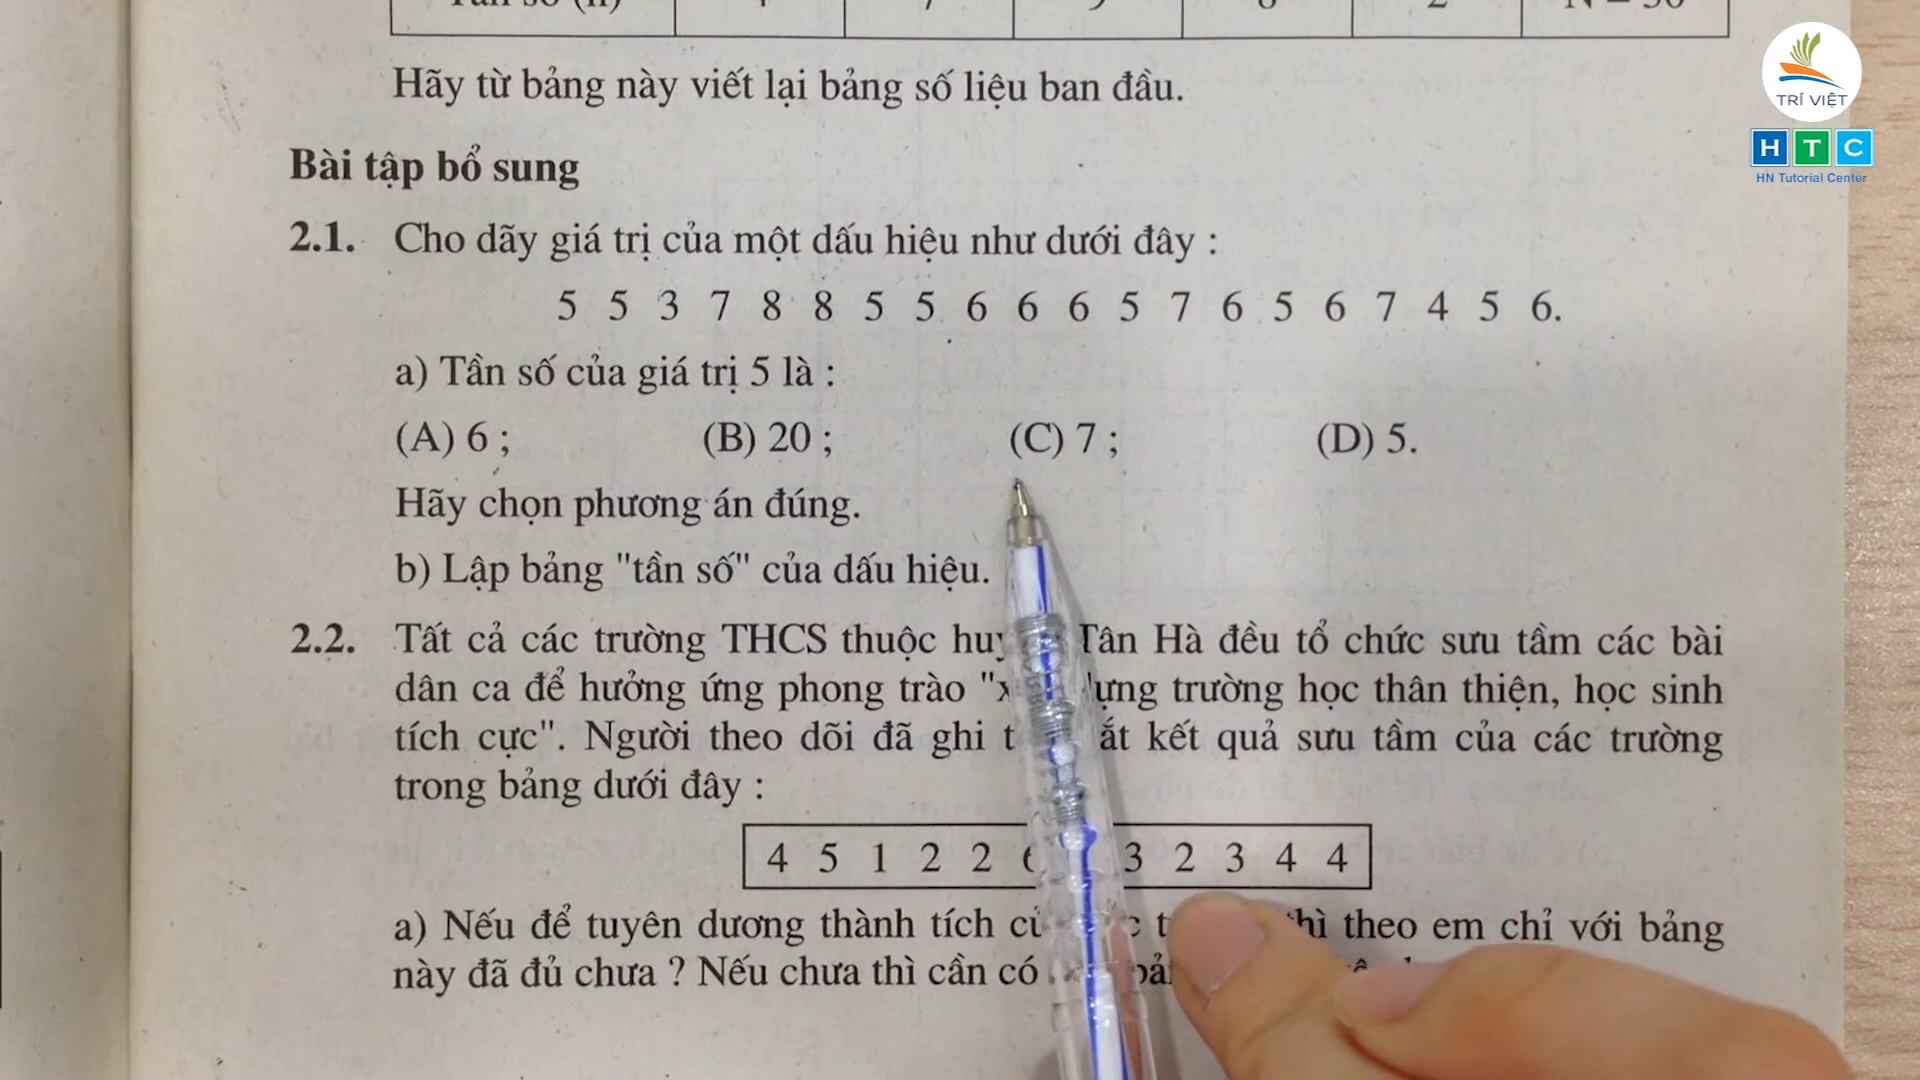 Hãy từ bảng này viết lại bảng số liệu ban đầu.
TRÍ VIỆT
H T C
HN Tutorial Center
Bài tập bổ sung
2.1. Cho dãy giá trị của một dấu hiệu như dưới đây :
5 5 3 7 8 8 5 5 6 6 6 5 7 6 5 6 7 4 5 6.
a) Tần số của giá trị 5 là :
(A) 6 ; (B) 20 ; (C) 7 ; (D) 5.
Hãy chọn phương án đúng.
b) Lập bảng "tần số" của dấu hiệu.
2.2. Tất cả các trường THCS thuộc Tân Hà đều tổ chức sưu tầm các bài
dân ca để hưởng ứng phong trào trường học thân thiện, học sinh
tích cực". Người theo dõi đã ghi kết quả sưu tầm của các trường
trong bảng dưới đây :
4 5 1 2 2 3 2 3 4 4
a) Nếu để tuyên dương thành tích theo em chỉ với bảng
này đã đủ chưa ? Nếu chưa thì cần có